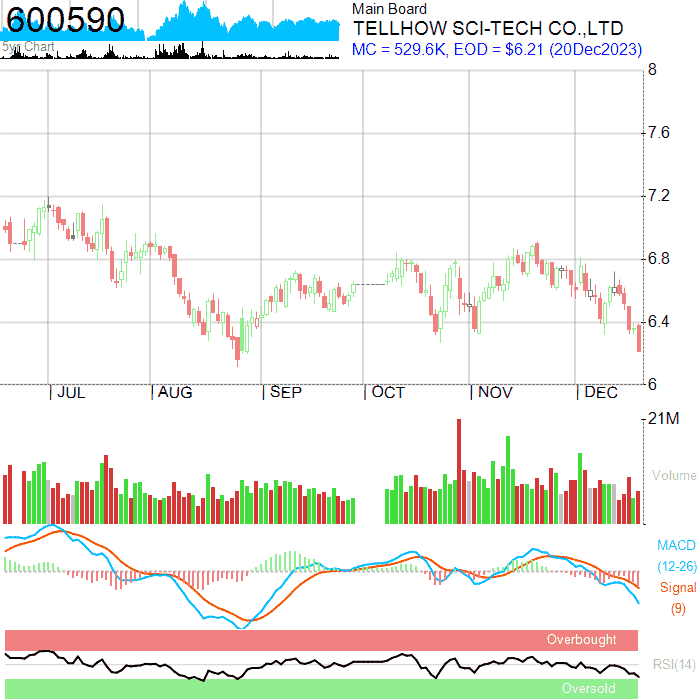 600590
5yr Chart
Main Board
TELLHOW SCI-TECH CO.,LTD
MC = 529.6K, EOD = $6.21 (20Dec2023)
8
7.6
7.2
6.8
6.4
6
JUL AUG SEP OCT NOV DEC
21M
Volume
MACD
(12-26)
Signal
(9)
Overbought
RSI(14)
Oversold